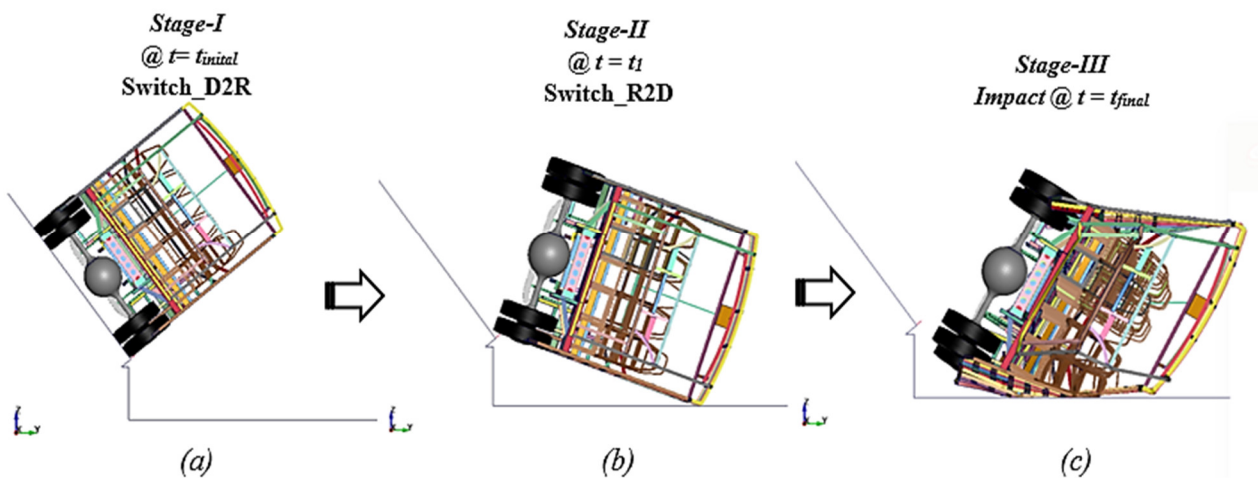 Stage-I
@ t= tinital
Switch_D2R
Stage-II
@ t = t1
Switch_R2D
Stage-III
Impact @ t = tfinal
Z
Y
Z
Y
Z
Y
(a)
(b)
(c)